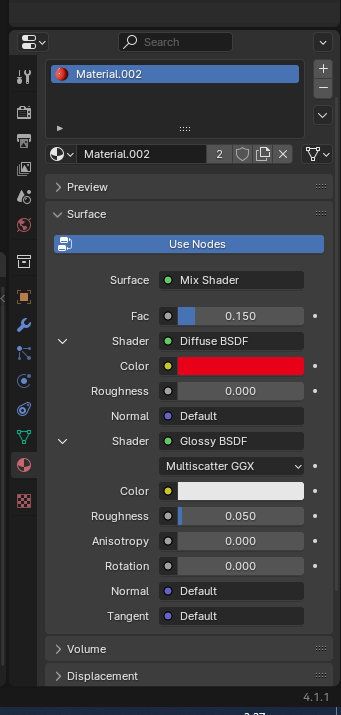 Search
Material.002
Material.002 2
Preview
Surface
Use Nodes
Surface Mix Shader
Fac 0.150
Shader Diffuse BSDF
Color
Roughness 0.000
Normal Default
Shader Glossy BSDF
Multiscatter GGX
Color
Roughness 0.050
Anisotropy 0.000
Rotation 0.000
Normal Default
Tangent Default
Volume
Displacement
4.1.1